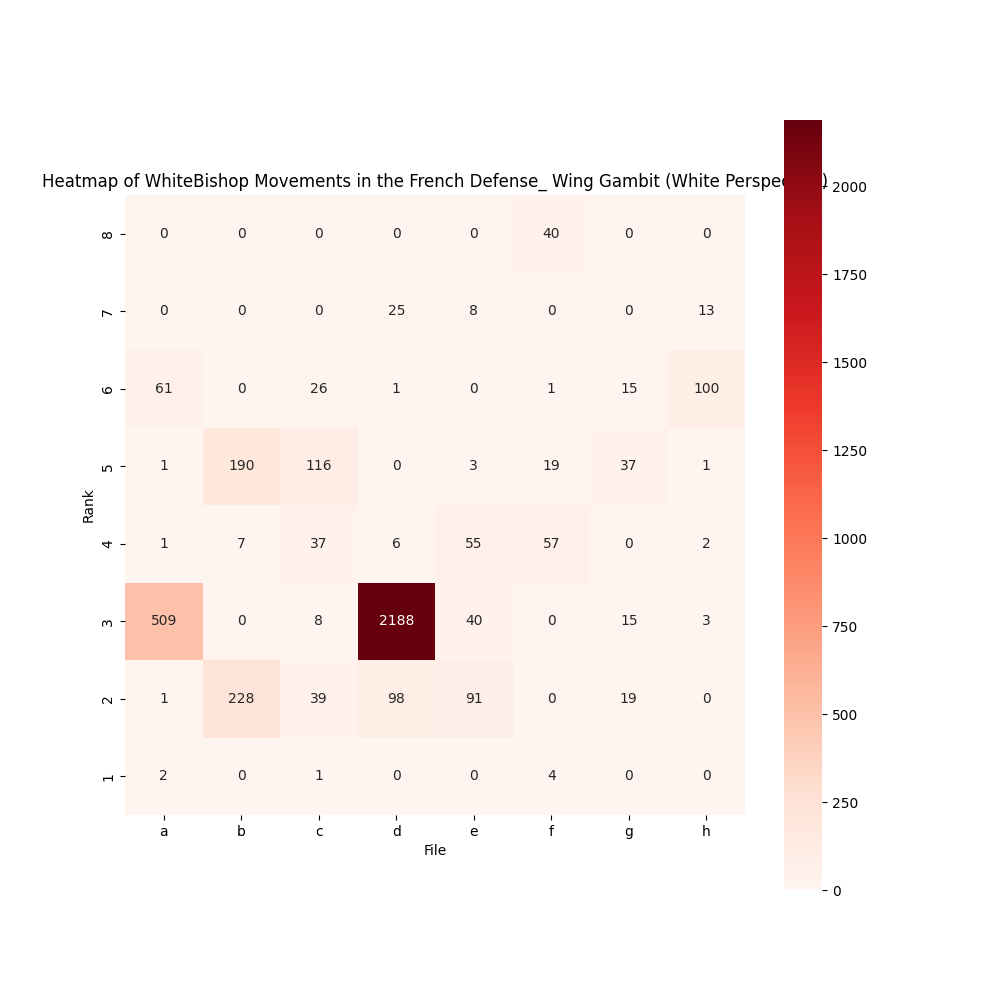 Heatmap of WhiteBishop Movements in the French Defense_ Wing Gambit (White Perspe
8 0 0 0 0 0 40 0 0
7 0 0 0 25 8 0 0 13
6 61 0 26 1 0 1 15 100
5 1 190 116 0 3 19 37 1
4 1 7 37 6 55 57 0 2
3 509 0 8 2188 40 0 15 3
2 1 228 39 98 91 0 19 0
1 2 0 1 0 0 4 0 0
a b c d e f g h
File
Rank
2000
1750
1500
1250
1000
750
500
250
0